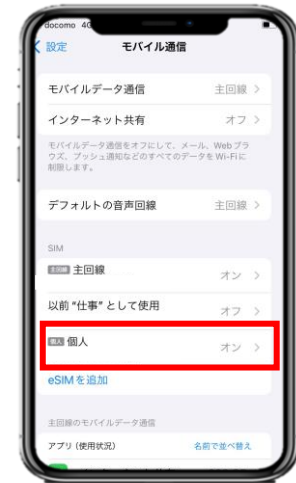 docomo 4G
設定
モバイル通信
モバイルデータ通信 主回線
インターネット共有 オフ
モバイルデータ通信をオフにして、メール、Webブラ
ウズ、プッシュ通知などのすべてのデータをWi-Fiに
制限します。
デフォルトの音声回線 主回線
SIM
主回線 主回線 オン
以前“仕事”として使用 オフ
個人 個人 オン
eSIMを追加
主回線のモバイルデータ通信
アプリ（使用状況） 名前で並べ替え